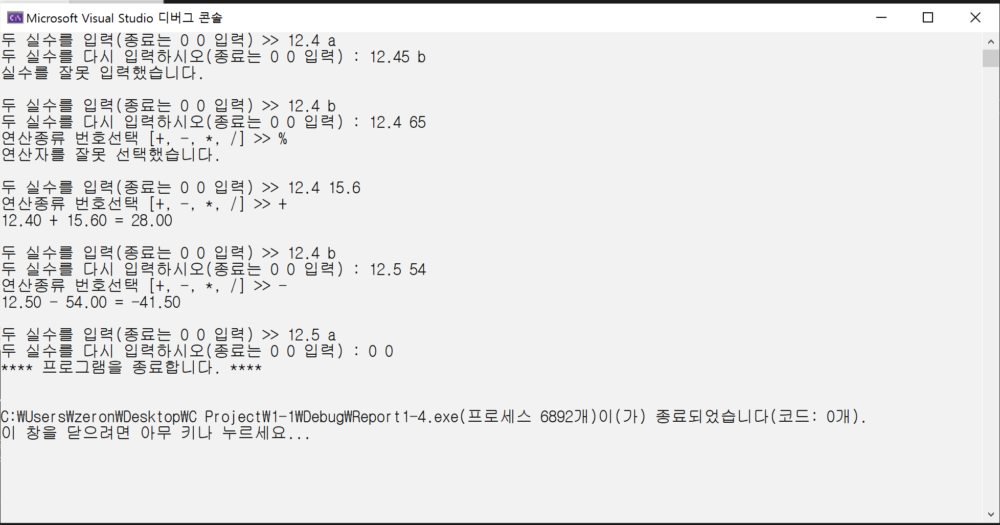 C:\ Microsoft Visual Studio 디버그 콘솔
두 실수를 입력(종료는 0 0 입력) >> 12.4 a
두 실수를 다시 입력하시오(종료는 0 0 입력) : 12.45 b
실수를 잘못 입력했습니다.
두 실수를 입력(종료는 0 0 입력) >> 12.4 b
두 실수를 다시 입력하시오(종료는 0 0 입력) : 12.4 65
연산종류 번호선택 [+, -, *, /] >> %
연산자를 잘못 선택했습니다.
두 실수를 입력(종료는 0 0 입력) >> 12.4 15.6
연산종류 번호선택 [+, -, *, /] >> +
12.40 + 15.60 = 28.00
두 실수를 입력(종료는 0 0 입력) >> 12.4 b
두 실수를 다시 입력하시오(종료는 0 0 입력) : 12.5 54
연산종류 번호선택 [+, -, *, /] >> -
12.50 - 54.00 = -41.50
두 실수를 입력(종료는 0 0 입력) >> 12.5 a
두 실수를 다시 입력하시오(종료는 0 0 입력) : 0 0
**** 프로그램을 종료합니다. ****
C:₩Users₩zeron₩Desktop₩C Project₩1-1₩Debug₩Report1-4.exe(프로세스 6892개)이(가) 종료되었습니다(코드: 0개).
이 창을 닫으려면 아무 키나 누르세요...